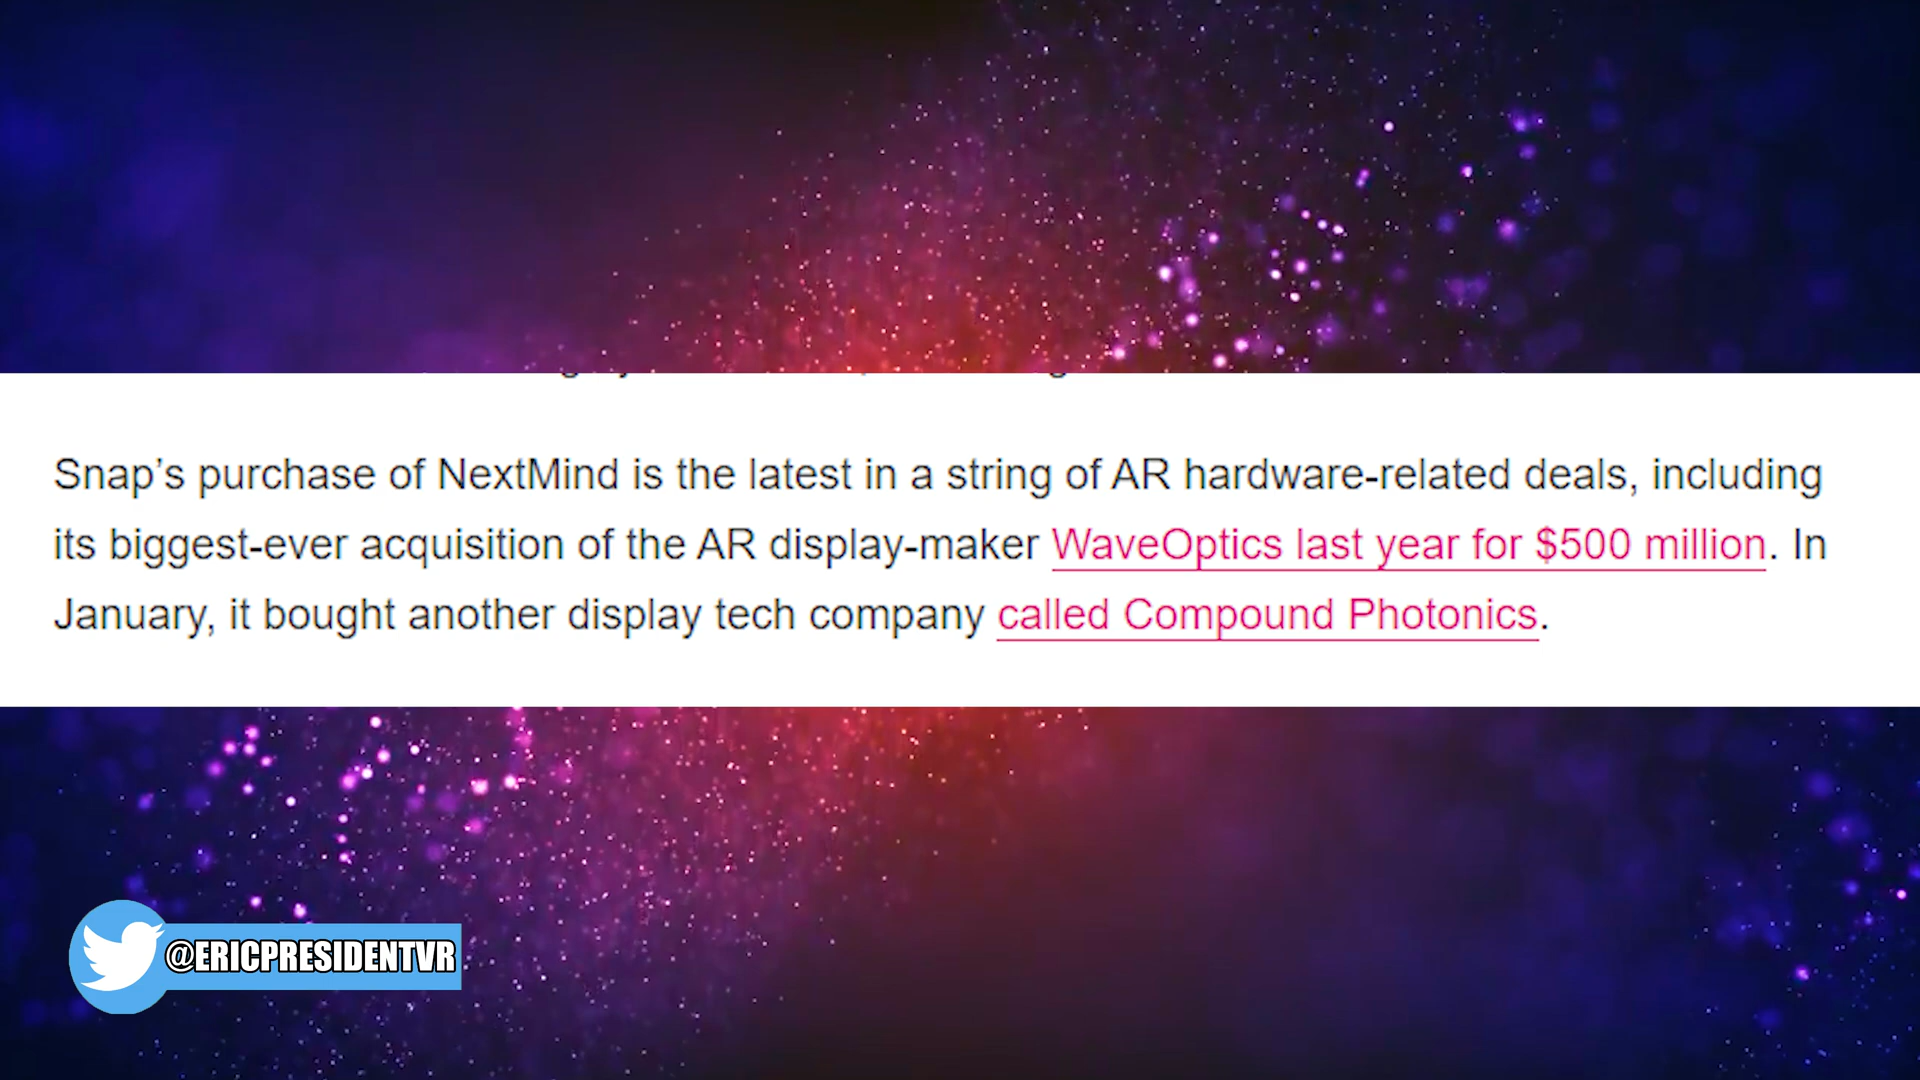 Snap’s purchase of NextMind is the latest in a string of AR hardware-related deals, including
its biggest-ever acquisition of the AR display-maker WaveOptics last year for $500 million. In
January, it bought another display tech company called Compound Photonics.
@ERICPRESIDENTVR